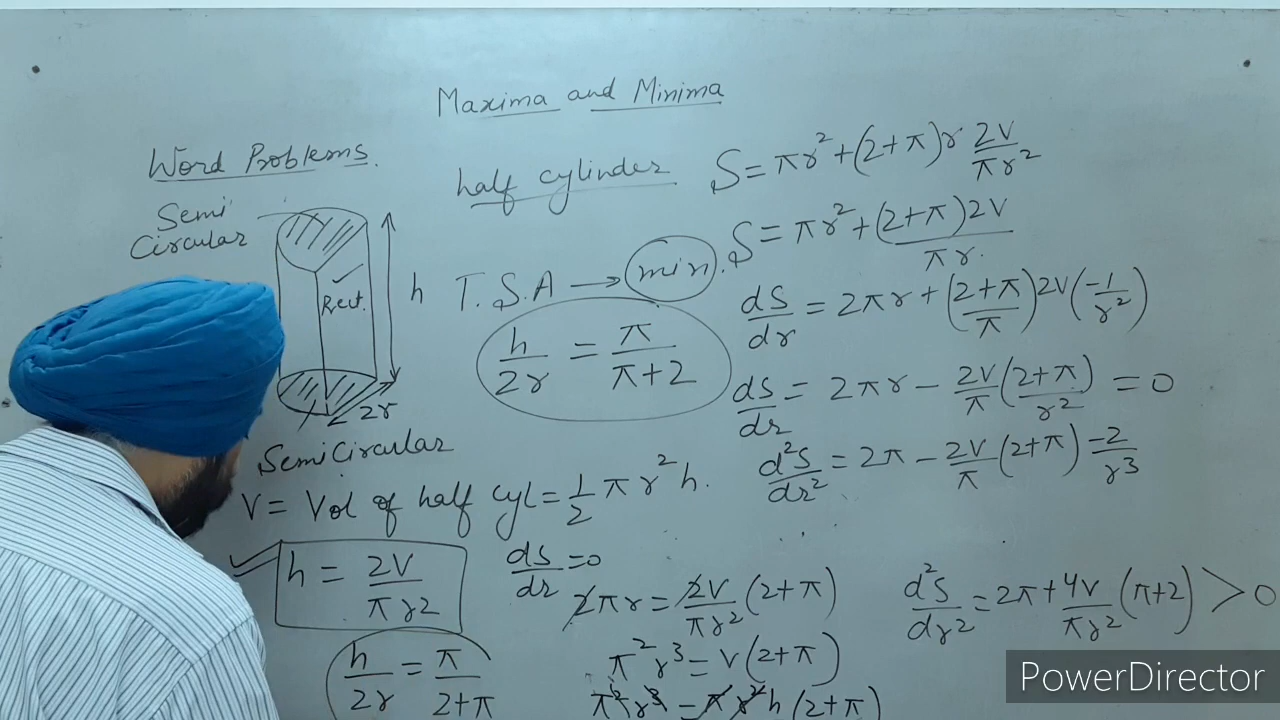 Maxima and Minima
Word Problems.
half cylinder
Semi
Circular
Rect.
h
2r
SemiCircular
T.S.A → min.
h/2r = π/(π+2)
V = Vol of half cyl = 1/2 π r² h.
h = 2V/πr²
h/2r = π/(2+π)
S = πr² + (2+π) r 2V/πr²
S = πr² + (2+π)2V/πr.
dS/dr = 2πr + ((2+π)/π) 2V (-1/r²)
dS/dr = 2πr - 2V/π (2+π)/r² = 0
d²S/dr² = 2π - 2V/π (2+π) -2/r³
dS/dr = 0
2πr = 2V/πr² (2+π)
π²r³ = V(2+π)
π²r³ = πr²h (2+π)
d²S/dr² = 2π + 4V/πr² (π+2) > 0
PowerDirector